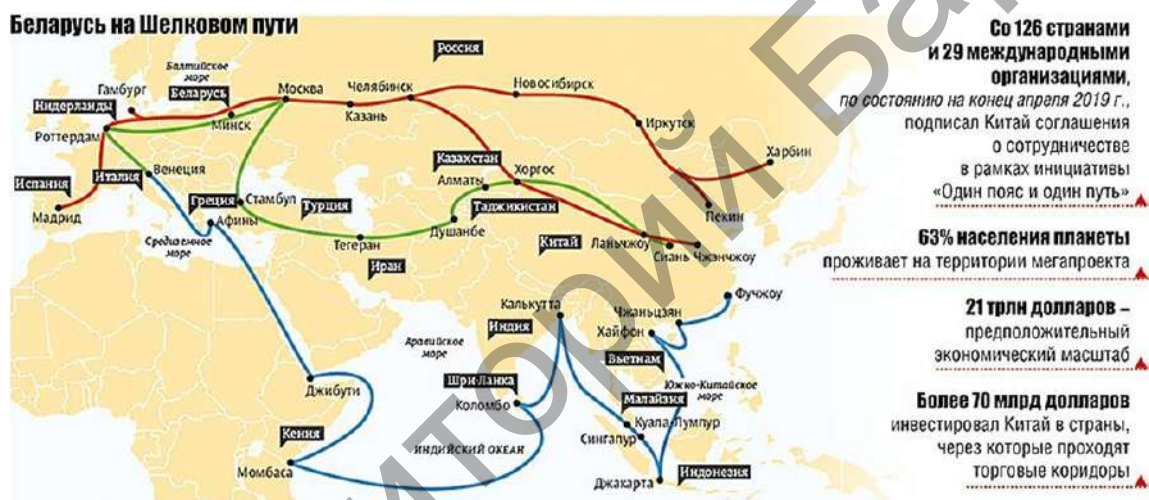 Беларусь на Шелковом пути
Россия
Балтийское
море
Гамбург
Беларусь
Москва
Челябинск
Новосибирск
Нидерланды
Роттердам
Минск
Казань
Иркутск
Харбин
Испания
Италия
Венеция
Казахстан
Хоргос
Алматы
Мадрид
Греция
Стамбул
Турция
Таджикистан
Пекин
Афины
Средиземное
море
Тегеран
Душанбе
Китай
Ланьчжоу
Сиань
Чжэнчжоу
Иран
Калькутта
Чжаньцзян
Фучжоу
Индия
Хайфон
Аравийское
море
Вьетнам
Шри-Ланка
Южно-Китайское
море
Джибути
Коломбо
Малайзия
Куала-Лумпур
Сингапур
Кения
ИНДИЙСКИЙ ОКЕАН
Момбаса
Джакарта
Индонезия
Со 126 странами
и 29 международными
организациями,
по состоянию на конец апреля 2019 г.,
подписал Китай соглашения
о сотрудничестве
в рамках инициативы
«Один пояс и один путь»
63% населения планеты
проживает на территории мегапроекта
21 трлн долларов –
предположительный
экономический масштаб
Более 70 млрд долларов
инвестировал Китай в страны,
через которые проходят
торговые коридоры